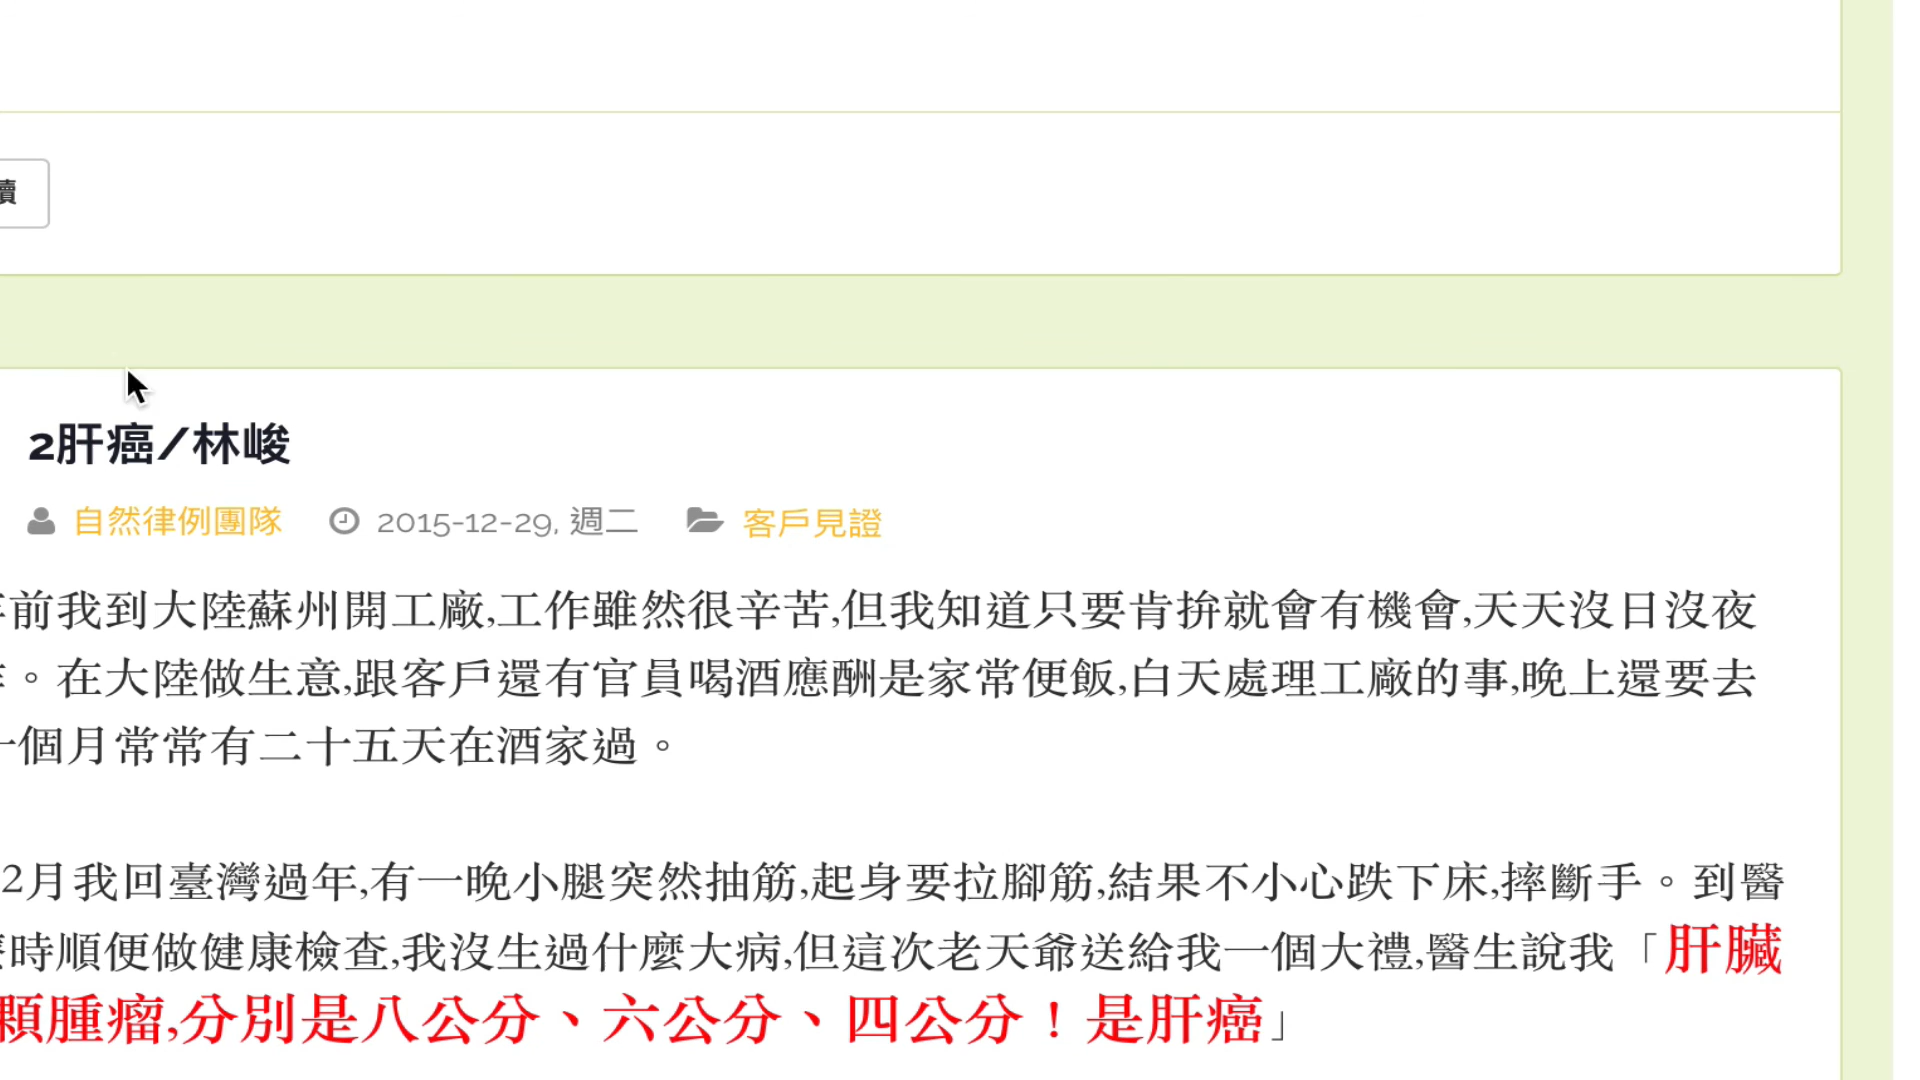 讀
2肝癌/林峻
自然律例團隊 2015-12-29, 週二 客戶見證
前我到大陸蘇州開工廠,工作雖然很辛苦,但我知道只要肯拚就會有機會,天天沒日沒夜
。在大陸做生意,跟客戶還有官員喝酒應酬是家常便飯,白天處理工廠的事,晚上還要去
一個月常常有二十五天在酒家過。
2月我回臺灣過年,有一晚小腿突然抽筋,起身要拉腳筋,結果不小心跌下床,摔斷手。到醫
時順便做健康檢查,我沒生過什麼大病,但這次老天爺送給我一個大禮,醫生說我「肝臟
顆腫瘤,分別是八公分、六公分、四公分！是肝癌」